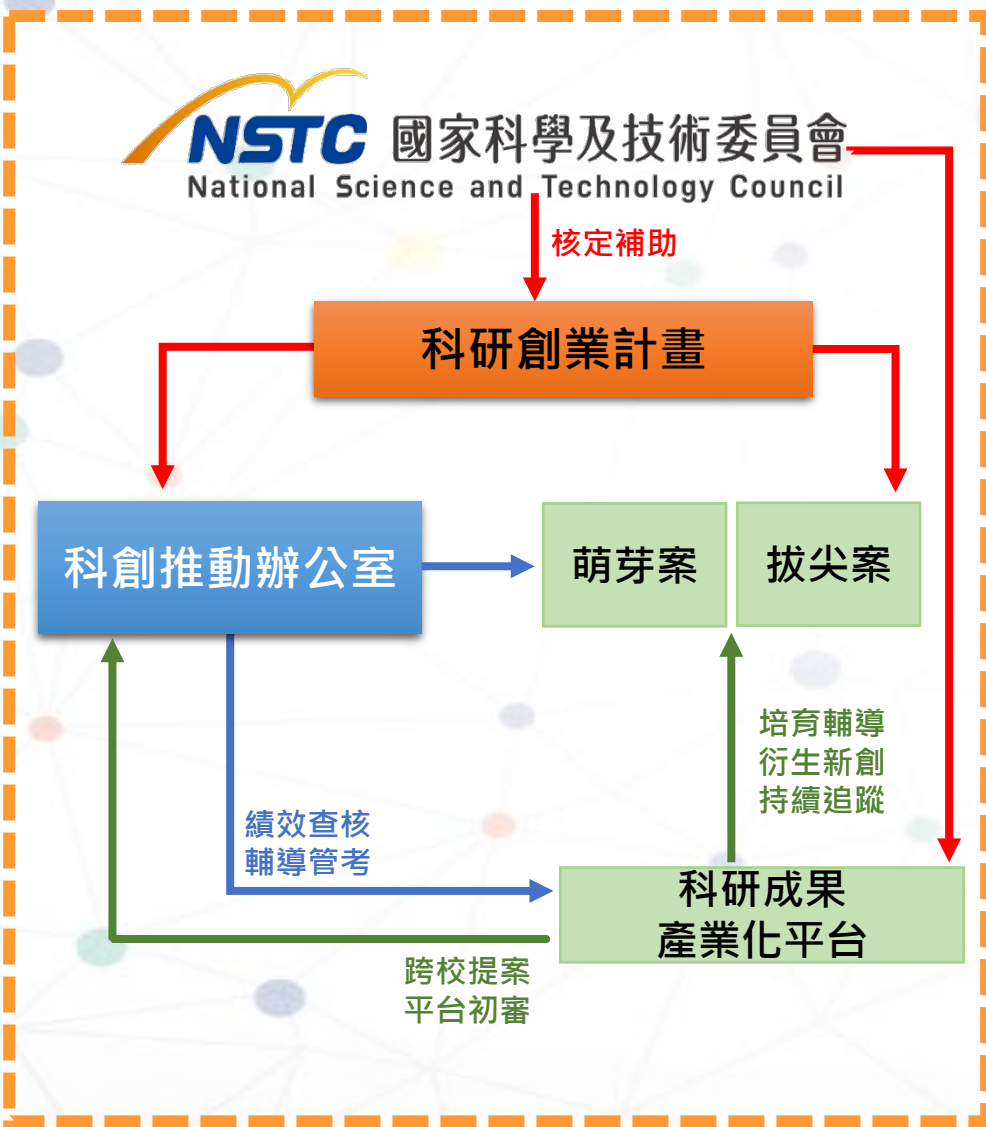 NSTC 國家科學及技術委員會
National Science and Technology Council
核定補助
科研創業計畫
科創推動辦公室
萌芽案
拔尖案
培育輔導
衍生新創
持續追蹤
績效查核
輔導管考
科研成果
產業化平台
跨校提案
平台初審